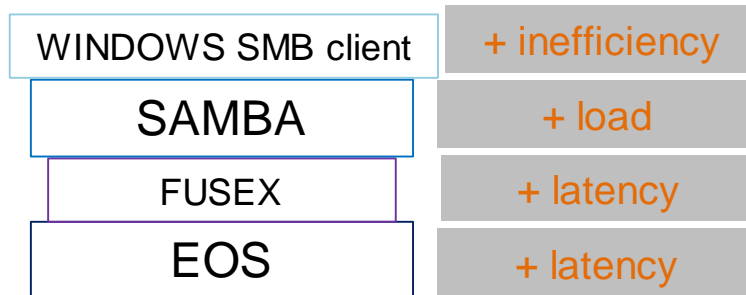 WINDOWS SMB client + inefficiency
SAMBA + load
FUSEX + latency
EOS + latency